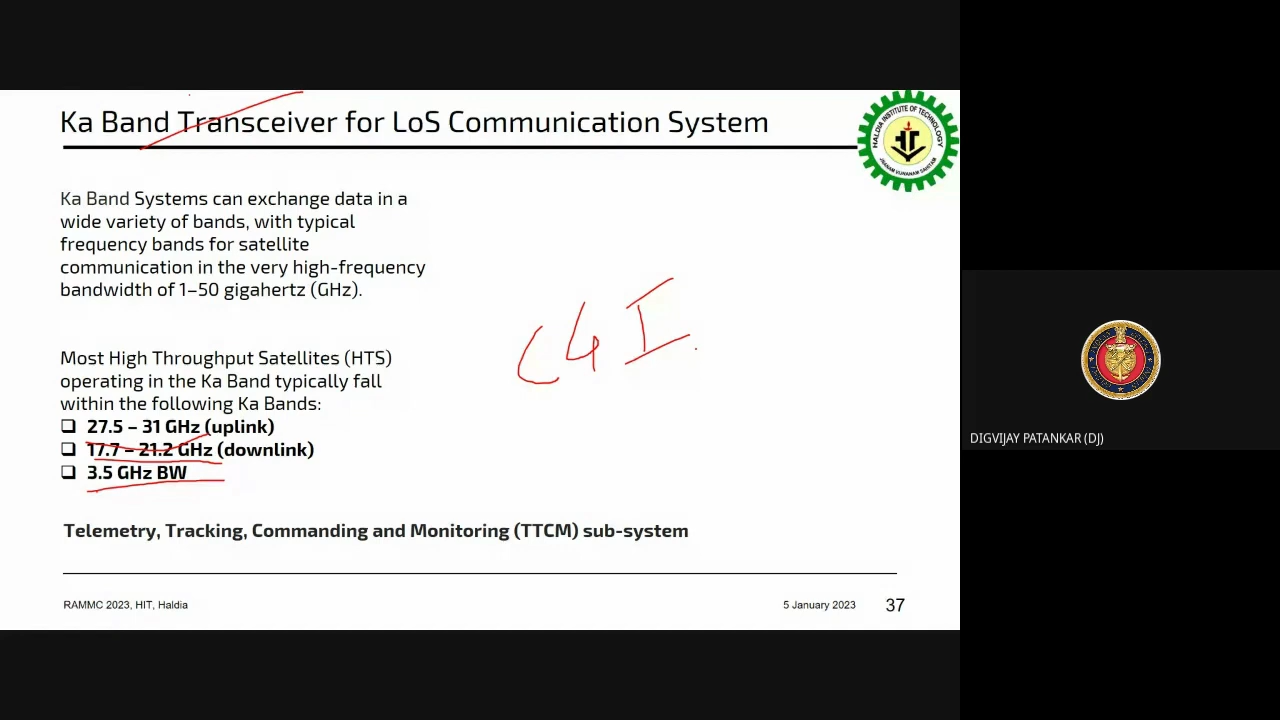 Ka Band Transceiver for LoS Communication System
HALDIA INSTITUTE OF TECHNOLOGY
Ka Band Systems can exchange data in a
wide variety of bands, with typical
frequency bands for satellite
communication in the very high-frequency
bandwidth of 1–50 gigahertz (GHz).
C4I
Most High Throughput Satellites (HTS)
operating in the Ka Band typically fall
within the following Ka Bands:
❑ 27.5 – 31 GHz (uplink)
❑ 17.7 – 21.2 GHz (downlink)
❑ 3.5 GHz BW
Telemetry, Tracking, Commanding and Monitoring (TTCM) sub-system
RAMMC 2023, HIT, Haldia
5 January 2023
37
DIGVIJAY PATANKAR (DJ)